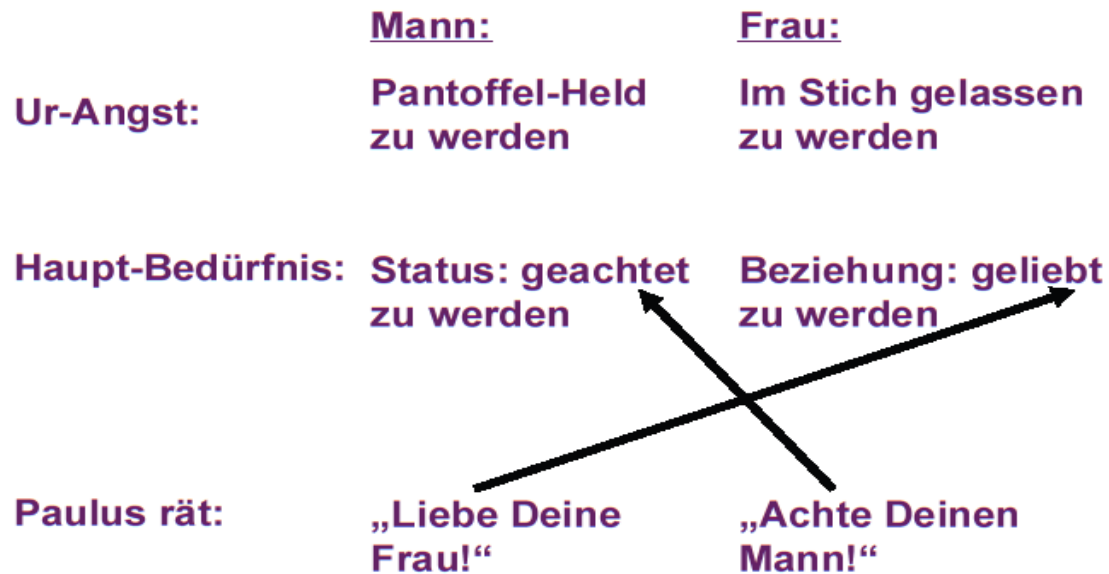 Mann: Frau:
Ur-Angst: Pantoffel-Held Im Stich gelassen
zu werden zu werden
Haupt-Bedürfnis: Status: geachtet Beziehung: geliebt
zu werden zu werden
Paulus rät: „Liebe Deine „Achte Deinen
Frau!“ Mann!“